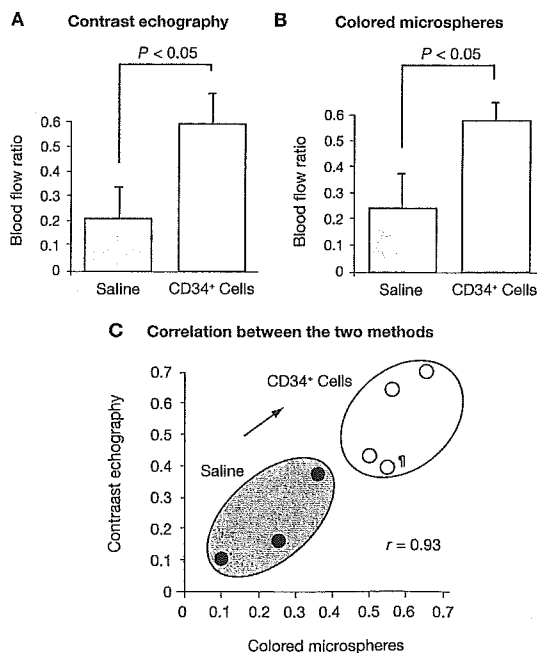 A Contrast echography
P < 0.05
Blood flow ratio
0.6
0.5
0.4
0.3
0.2
0.1
0
Saline CD34⁺ Cells
B Colored microspheres
P < 0.05
Blood flow ratio
0.6
0.5
0.4
0.3
0.2
0.1
0
Saline CD34⁺ Cells
C Correlation between the two methods
Contraast echography
0.7
0.6
0.5
0.4
0.3
0.2
0.1
0
CD34⁺ Cells
Saline
¶
r = 0.93
0 0.1 0.2 0.3 0.4 0.5 0.6 0.7
Colored microspheres